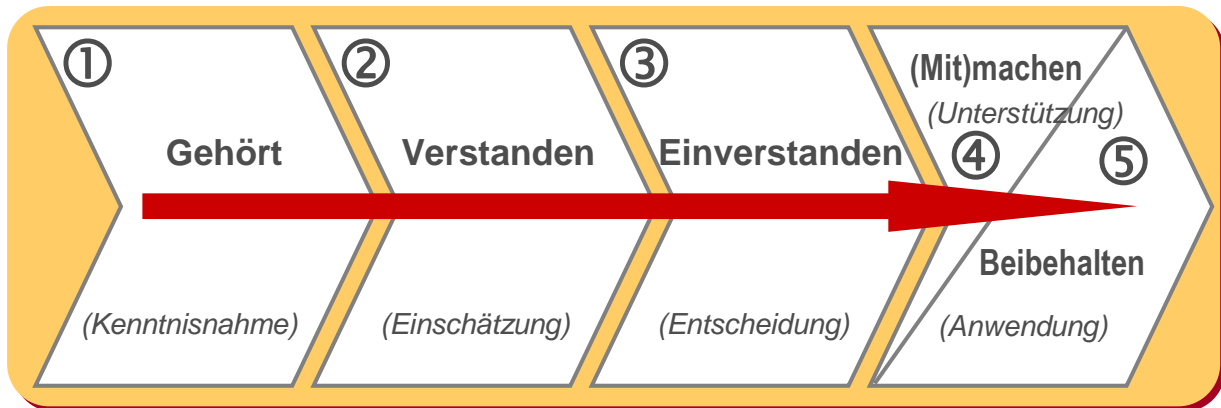 ①
Gehört
(Kenntnisnahme)
②
Verstanden
(Einschätzung)
③
Einverstanden
(Entscheidung)
(Mit)machen
(Unterstützung)
④
⑤
Beibehalten
(Anwendung)